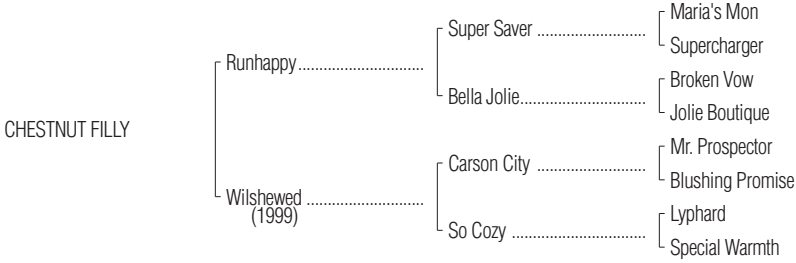 Maria's Mon
Super Saver ..........................
Supercharger
Runhappy..............................
Broken Vow
Bella Jolie..............................
Jolie Boutique
CHESTNUT FILLY
Mr. Prospector
Carson City ..........................
Blushing Promise
Wilshewed ............................
(1999)
Lyphard
So Cozy ................................
Special Warmth